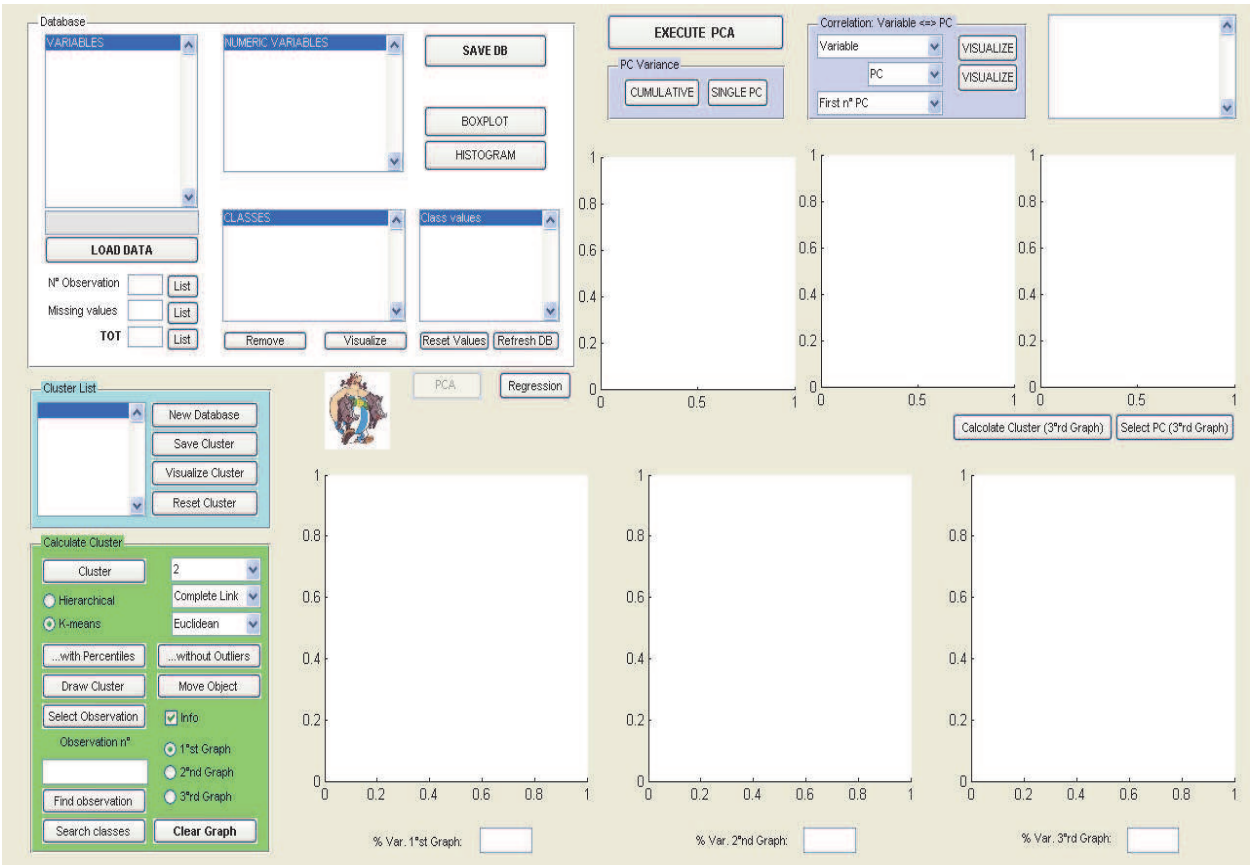 Database
VARIABLES
NUMERIC VARIABLES
SAVE DB
BOXPLOT
HISTOGRAM
CLASSES
Class values
LOAD DATA
N° Observation
List
Missing values
List
TOT
List
Remove
Visualize
Reset Values
Refresh DB
PCA
Regression
EXECUTE PCA
PC Variance
CUMULATIVE
SINGLE PC
Correlation: Variable <=> PC
Variable
VISUALIZE
PC
VISUALIZE
First n° PC
1
0.8
0.6
0.4
0.2
0
0
0.5
1
1
0.8
0.6
0.4
0.2
0
0
0.5
1
1
0.8
0.6
0.4
0.2
0
0
0.5
1
Calcolate Cluster (3°rd Graph)
Select PC (3°rd Graph)
Cluster List
New Database
Save Cluster
Visualize Cluster
Reset Cluster
Calculate Cluster
Cluster
2
Hierarchical
Complete Link
K-means
Euclidean
...with Percentiles
...without Outliers
Draw Cluster
Move Object
Select Observation
Info
Observation n°
1°st Graph
2°nd Graph
3°rd Graph
Find observation
Search classes
Clear Graph
1
0.8
0.6
0.4
0.2
0
0
0.2
0.4
0.6
0.8
1
% Var. 1°st Graph:
1
0.8
0.6
0.4
0.2
0
0
0.2
0.4
0.6
0.8
1
% Var. 2°nd Graph:
1
0.8
0.6
0.4
0.2
0
0
0.2
0.4
0.6
0.8
1
% Var. 3°rd Graph: